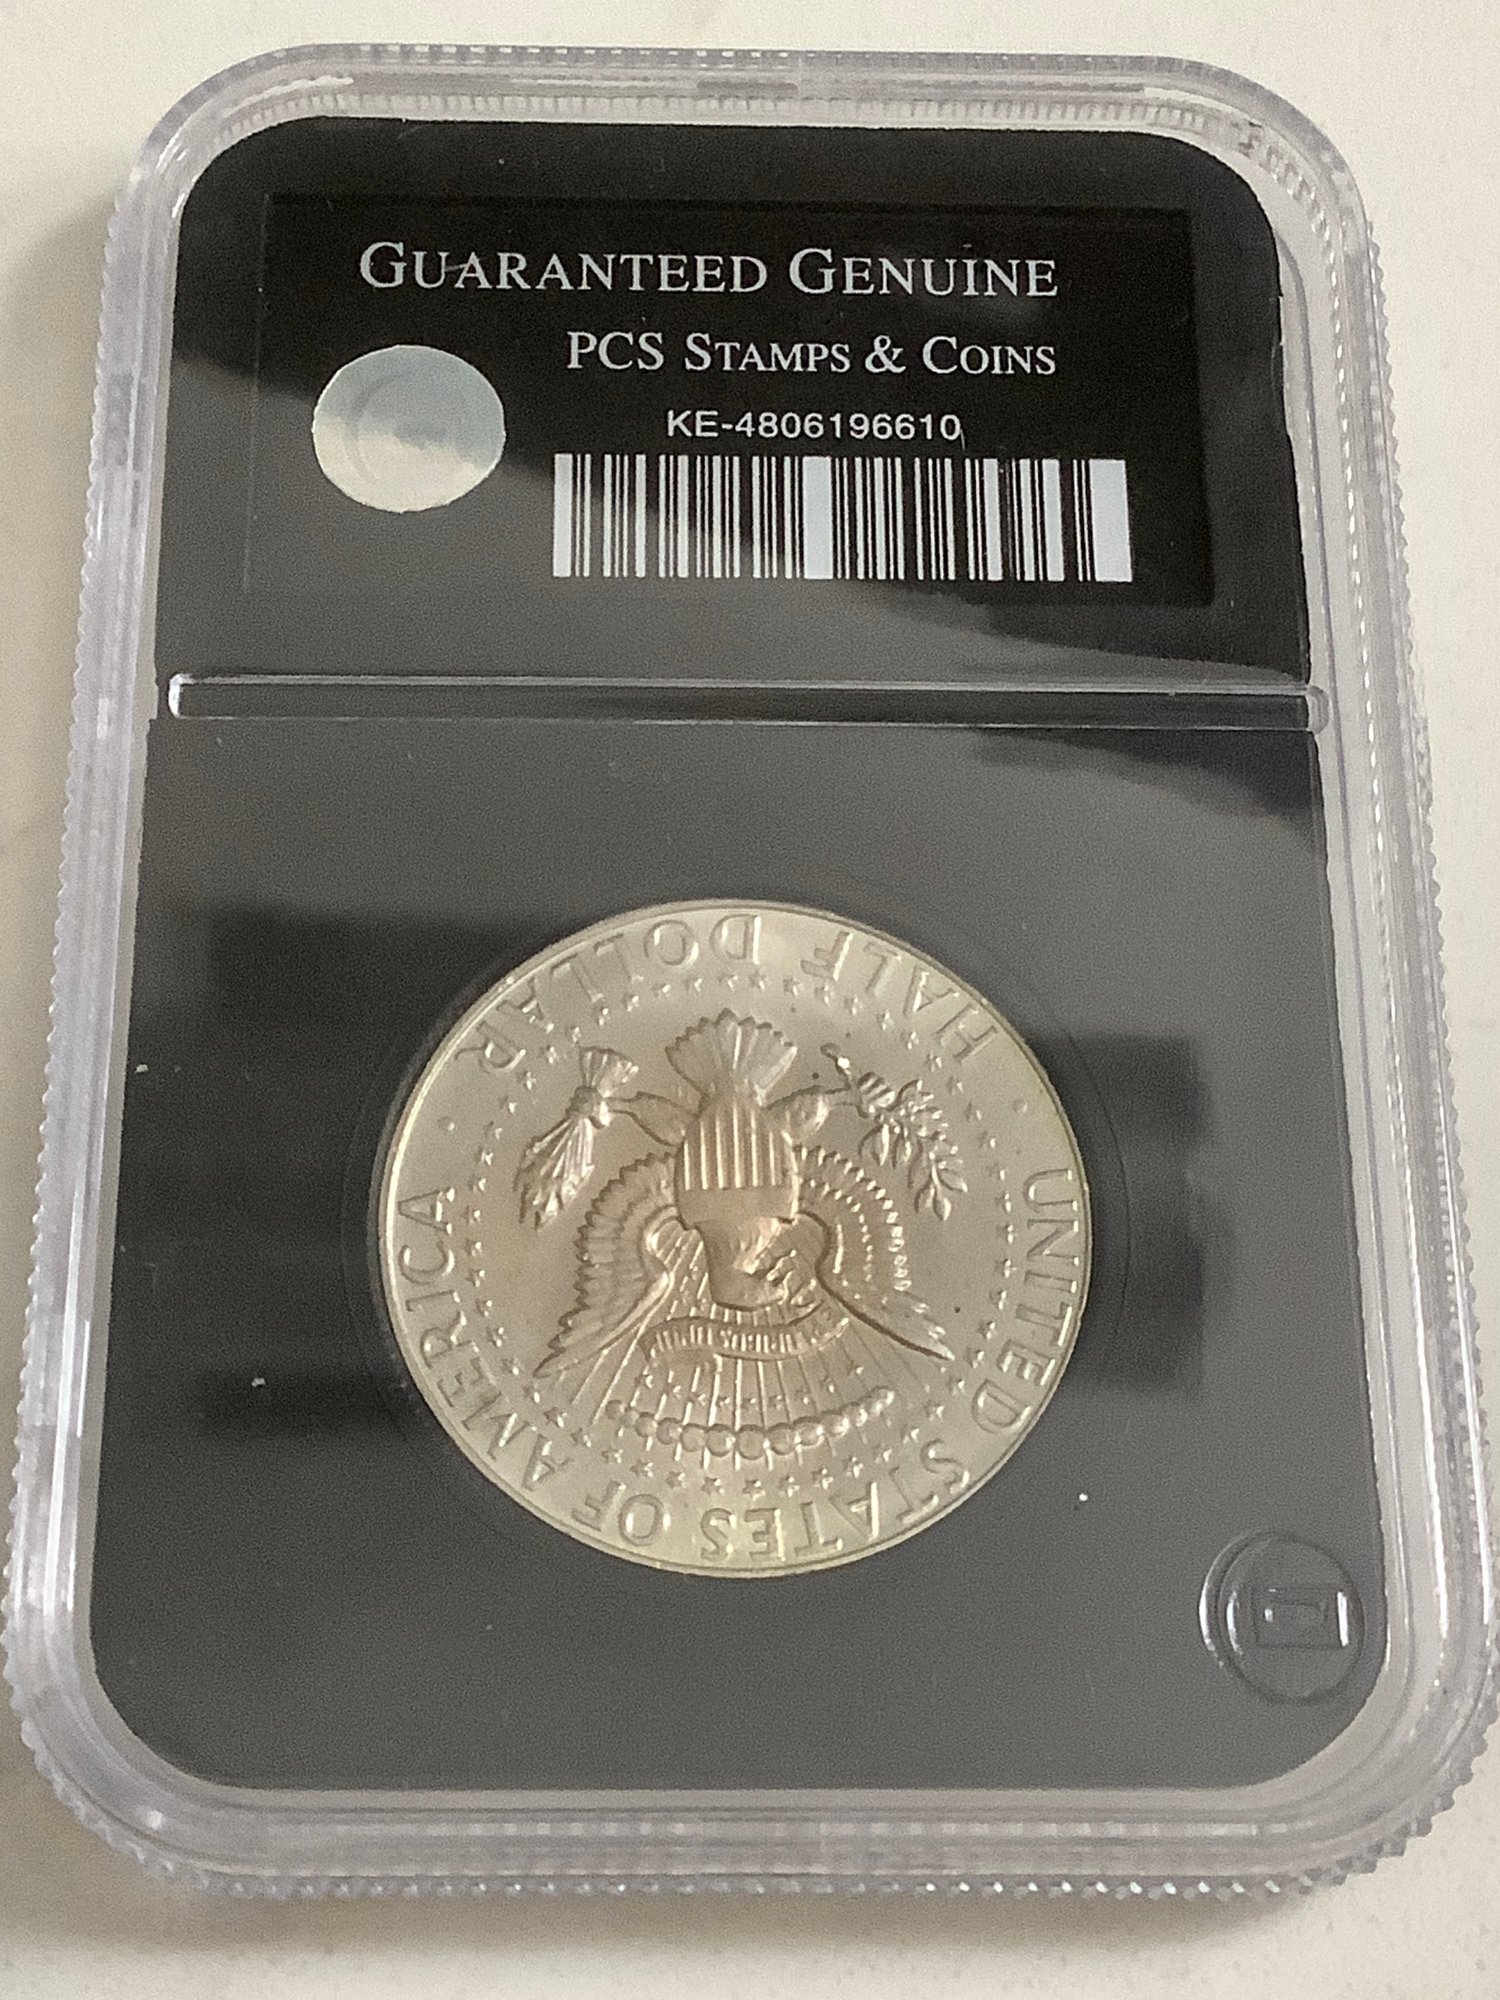 GUARANTEED GENUINE
PCS STAMPS & COINS
KE-4806196610
UNITED STATES OF AMERICA
HALF DOLLAR